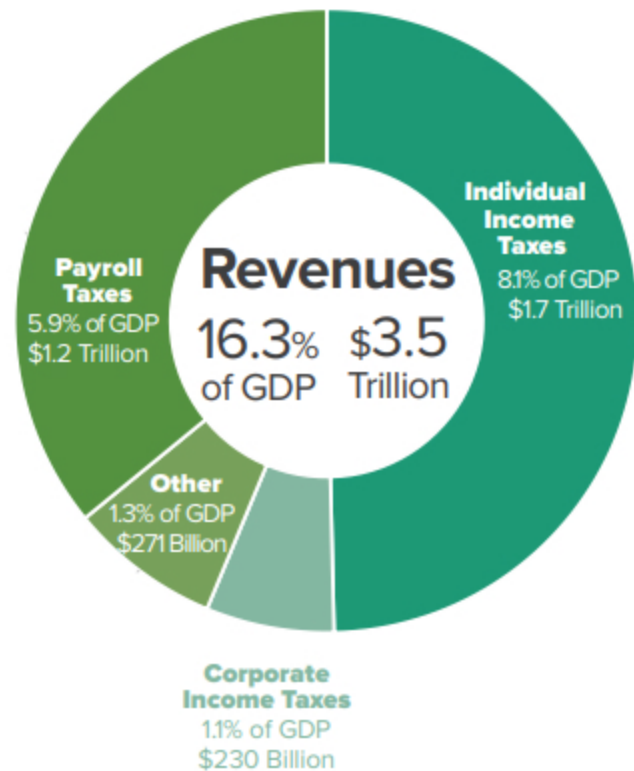 Revenues
16.3% of GDP
$3.5 Trillion
Individual
Income
Taxes
8.1% of GDP
$1.7 Trillion
Payroll
Taxes
5.9% of GDP
$1.2 Trillion
Other
1.3% of GDP
$271 Billion
Corporate
Income Taxes
1.1% of GDP
$230 Billion